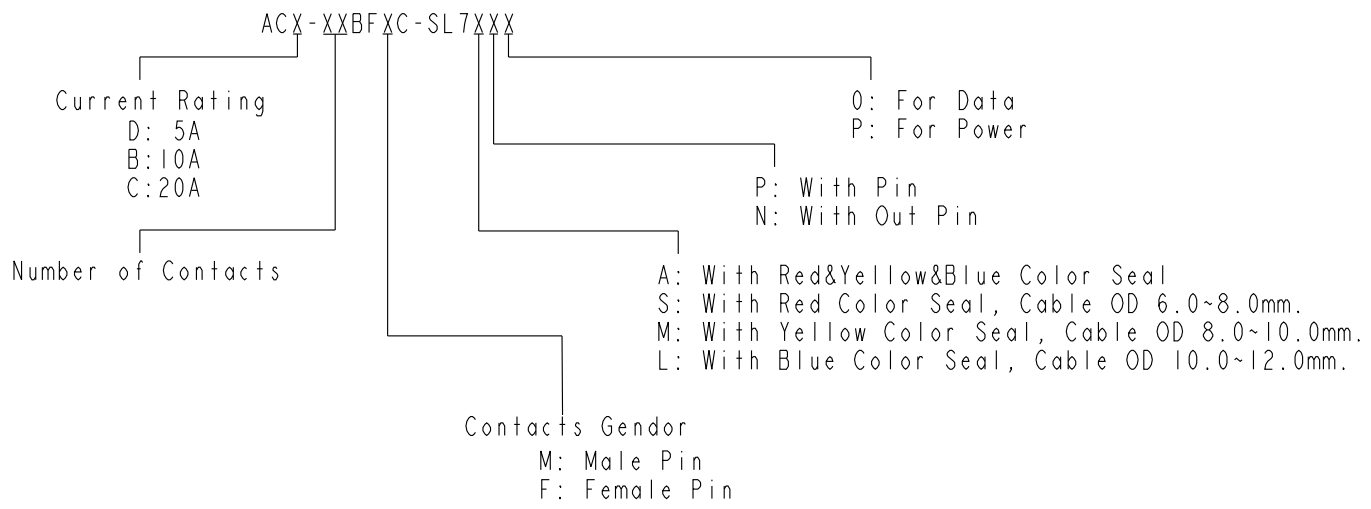 ACX-XXBFXC-SL7XXX
Current Rating
D: 5A
B:10A
C:20A
Number of Contacts
0: For Data
P: For Power
P: With Pin
N: With Out Pin
A: With Red&Yellow&Blue Color Seal
S: With Red Color Seal, Cable OD 6.0~8.0mm.
M: With Yellow Color Seal, Cable OD 8.0~10.0mm.
L: With Blue Color Seal, Cable OD 10.0~12.0mm.
Contacts Gendor
M: Male Pin
F: Female Pin